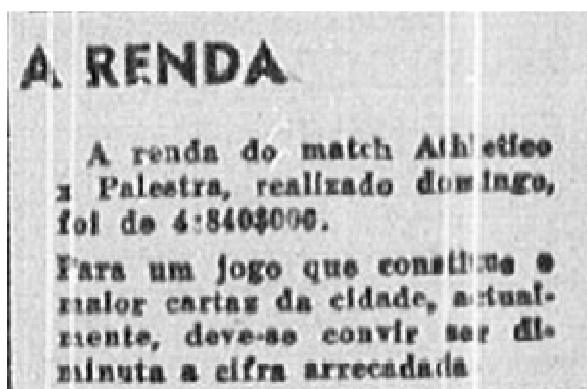 A RENDA
A renda do match Athletico
x Palestra, realizado domingo,
foi de 4:840$000.
Para um jogo que constitue o
maior cartaz da cidade, actual-
mente, deve-se convir ser di-
minuta a cifra arrecadada